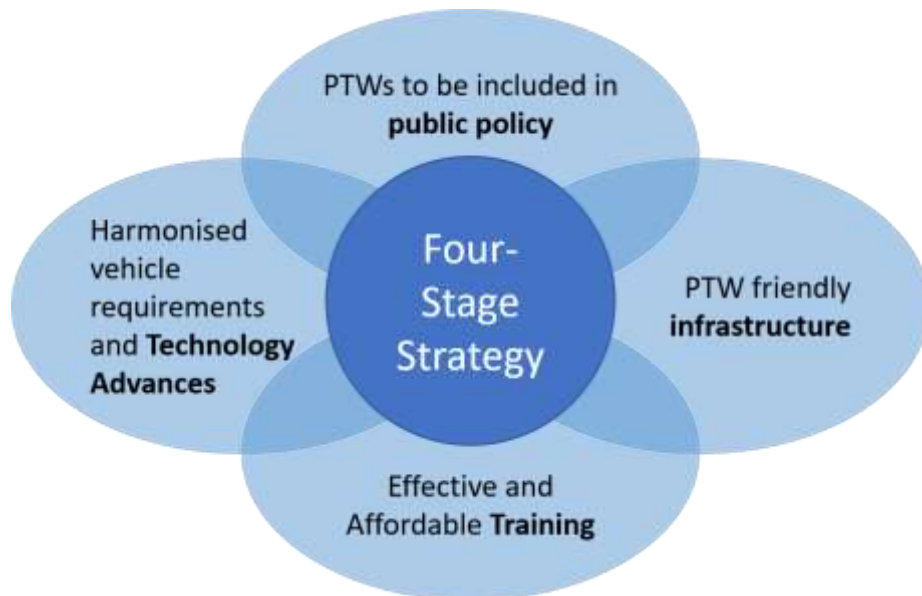 PTWs to be included in
public policy
Harmonised
vehicle
requirements
and Technology
Advances
Four-
Stage
Strategy
PTW friendly
infrastructure
Effective and
Affordable Training